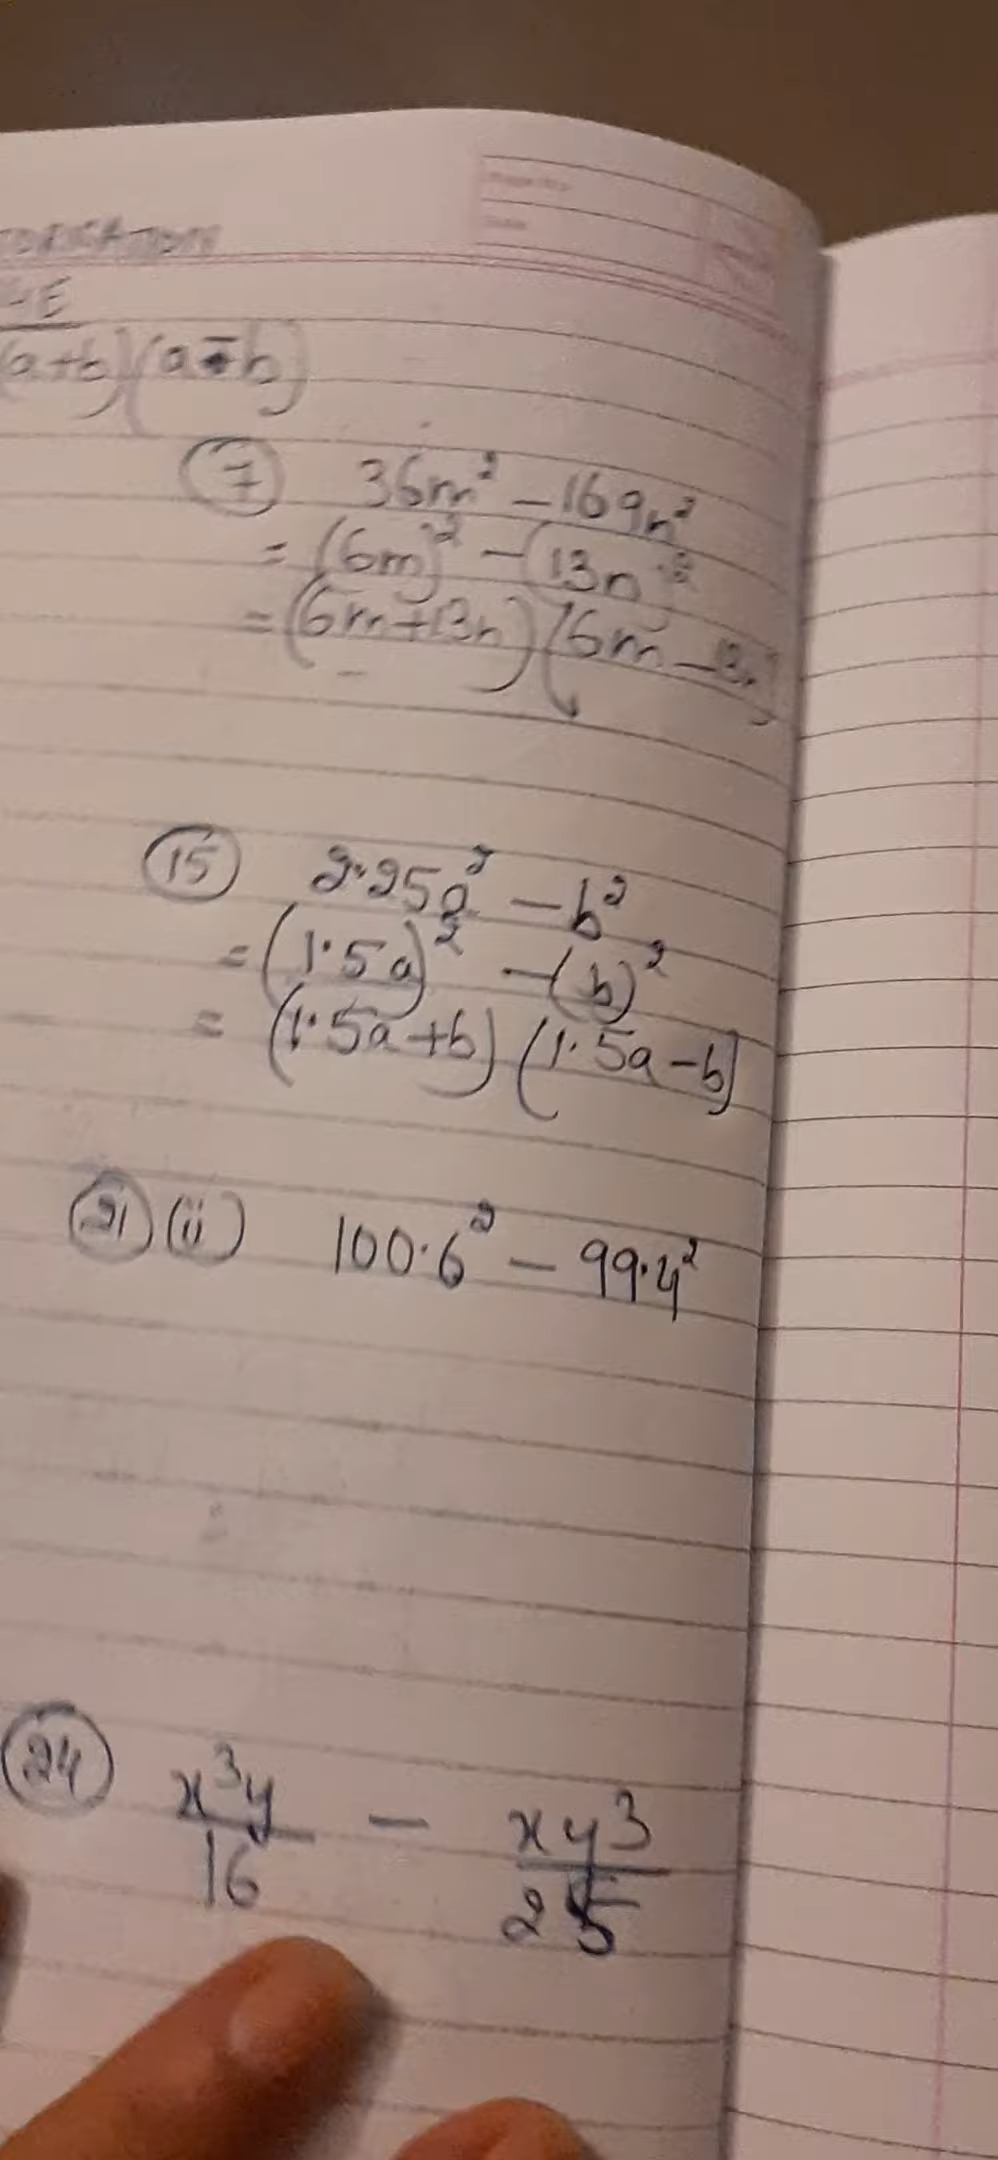 (a+b)(a-b)
7 36m² - 169n²
= (6m)² - (13n)²
= (6m+13n)(6m-13n)
15 2·25a² - b²
= (1·5a)² - (b)²
= (1·5a+b)(1·5a-b)
21 (ii) 100·6² - 99·4²
24 x³y/16 - xy3/25